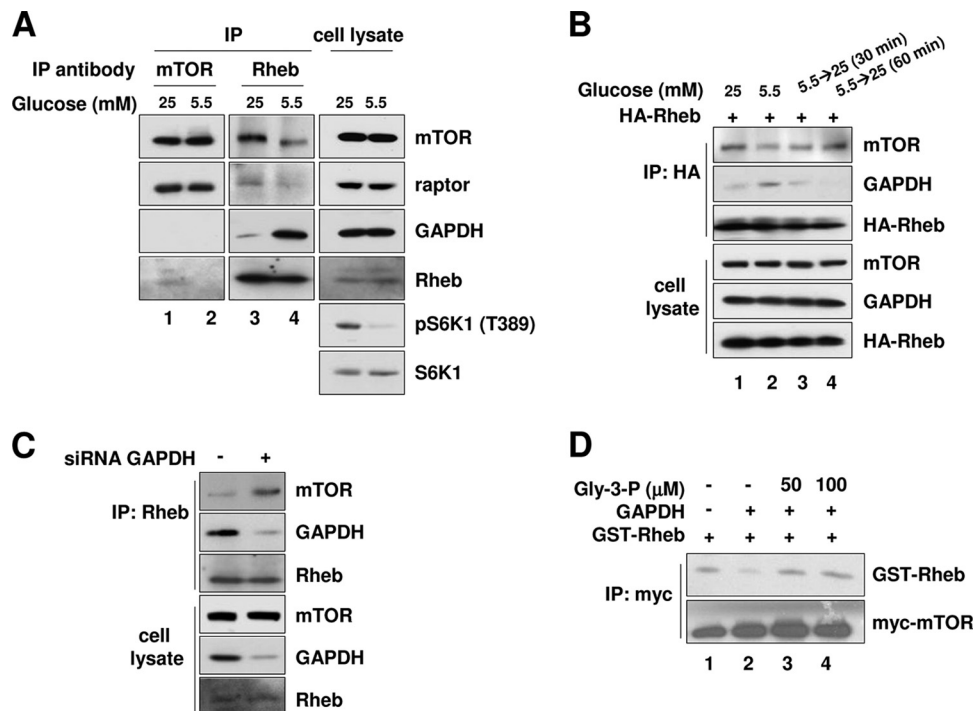 A
IP cell lysate
IP antibody mTOR Rheb
Glucose (mM) 25 5.5 25 5.5 25 5.5
mTOR
raptor
GAPDH
Rheb
1 2 3 4
pS6K1 (T389)
S6K1
B
Glucose (mM) 25 5.5 5.5→25 (30 min) 5.5→25 (60 min)
HA-Rheb + + + +
IP: HA
mTOR
GAPDH
HA-Rheb
cell lysate
mTOR
GAPDH
HA-Rheb
1 2 3 4
C
siRNA GAPDH - +
IP: Rheb
mTOR
GAPDH
Rheb
cell lysate
mTOR
GAPDH
Rheb
D
Gly-3-P (μM) - - 50 100
GAPDH - + + +
GST-Rheb + + + +
IP: myc
GST-Rheb
myc-mTOR
1 2 3 4